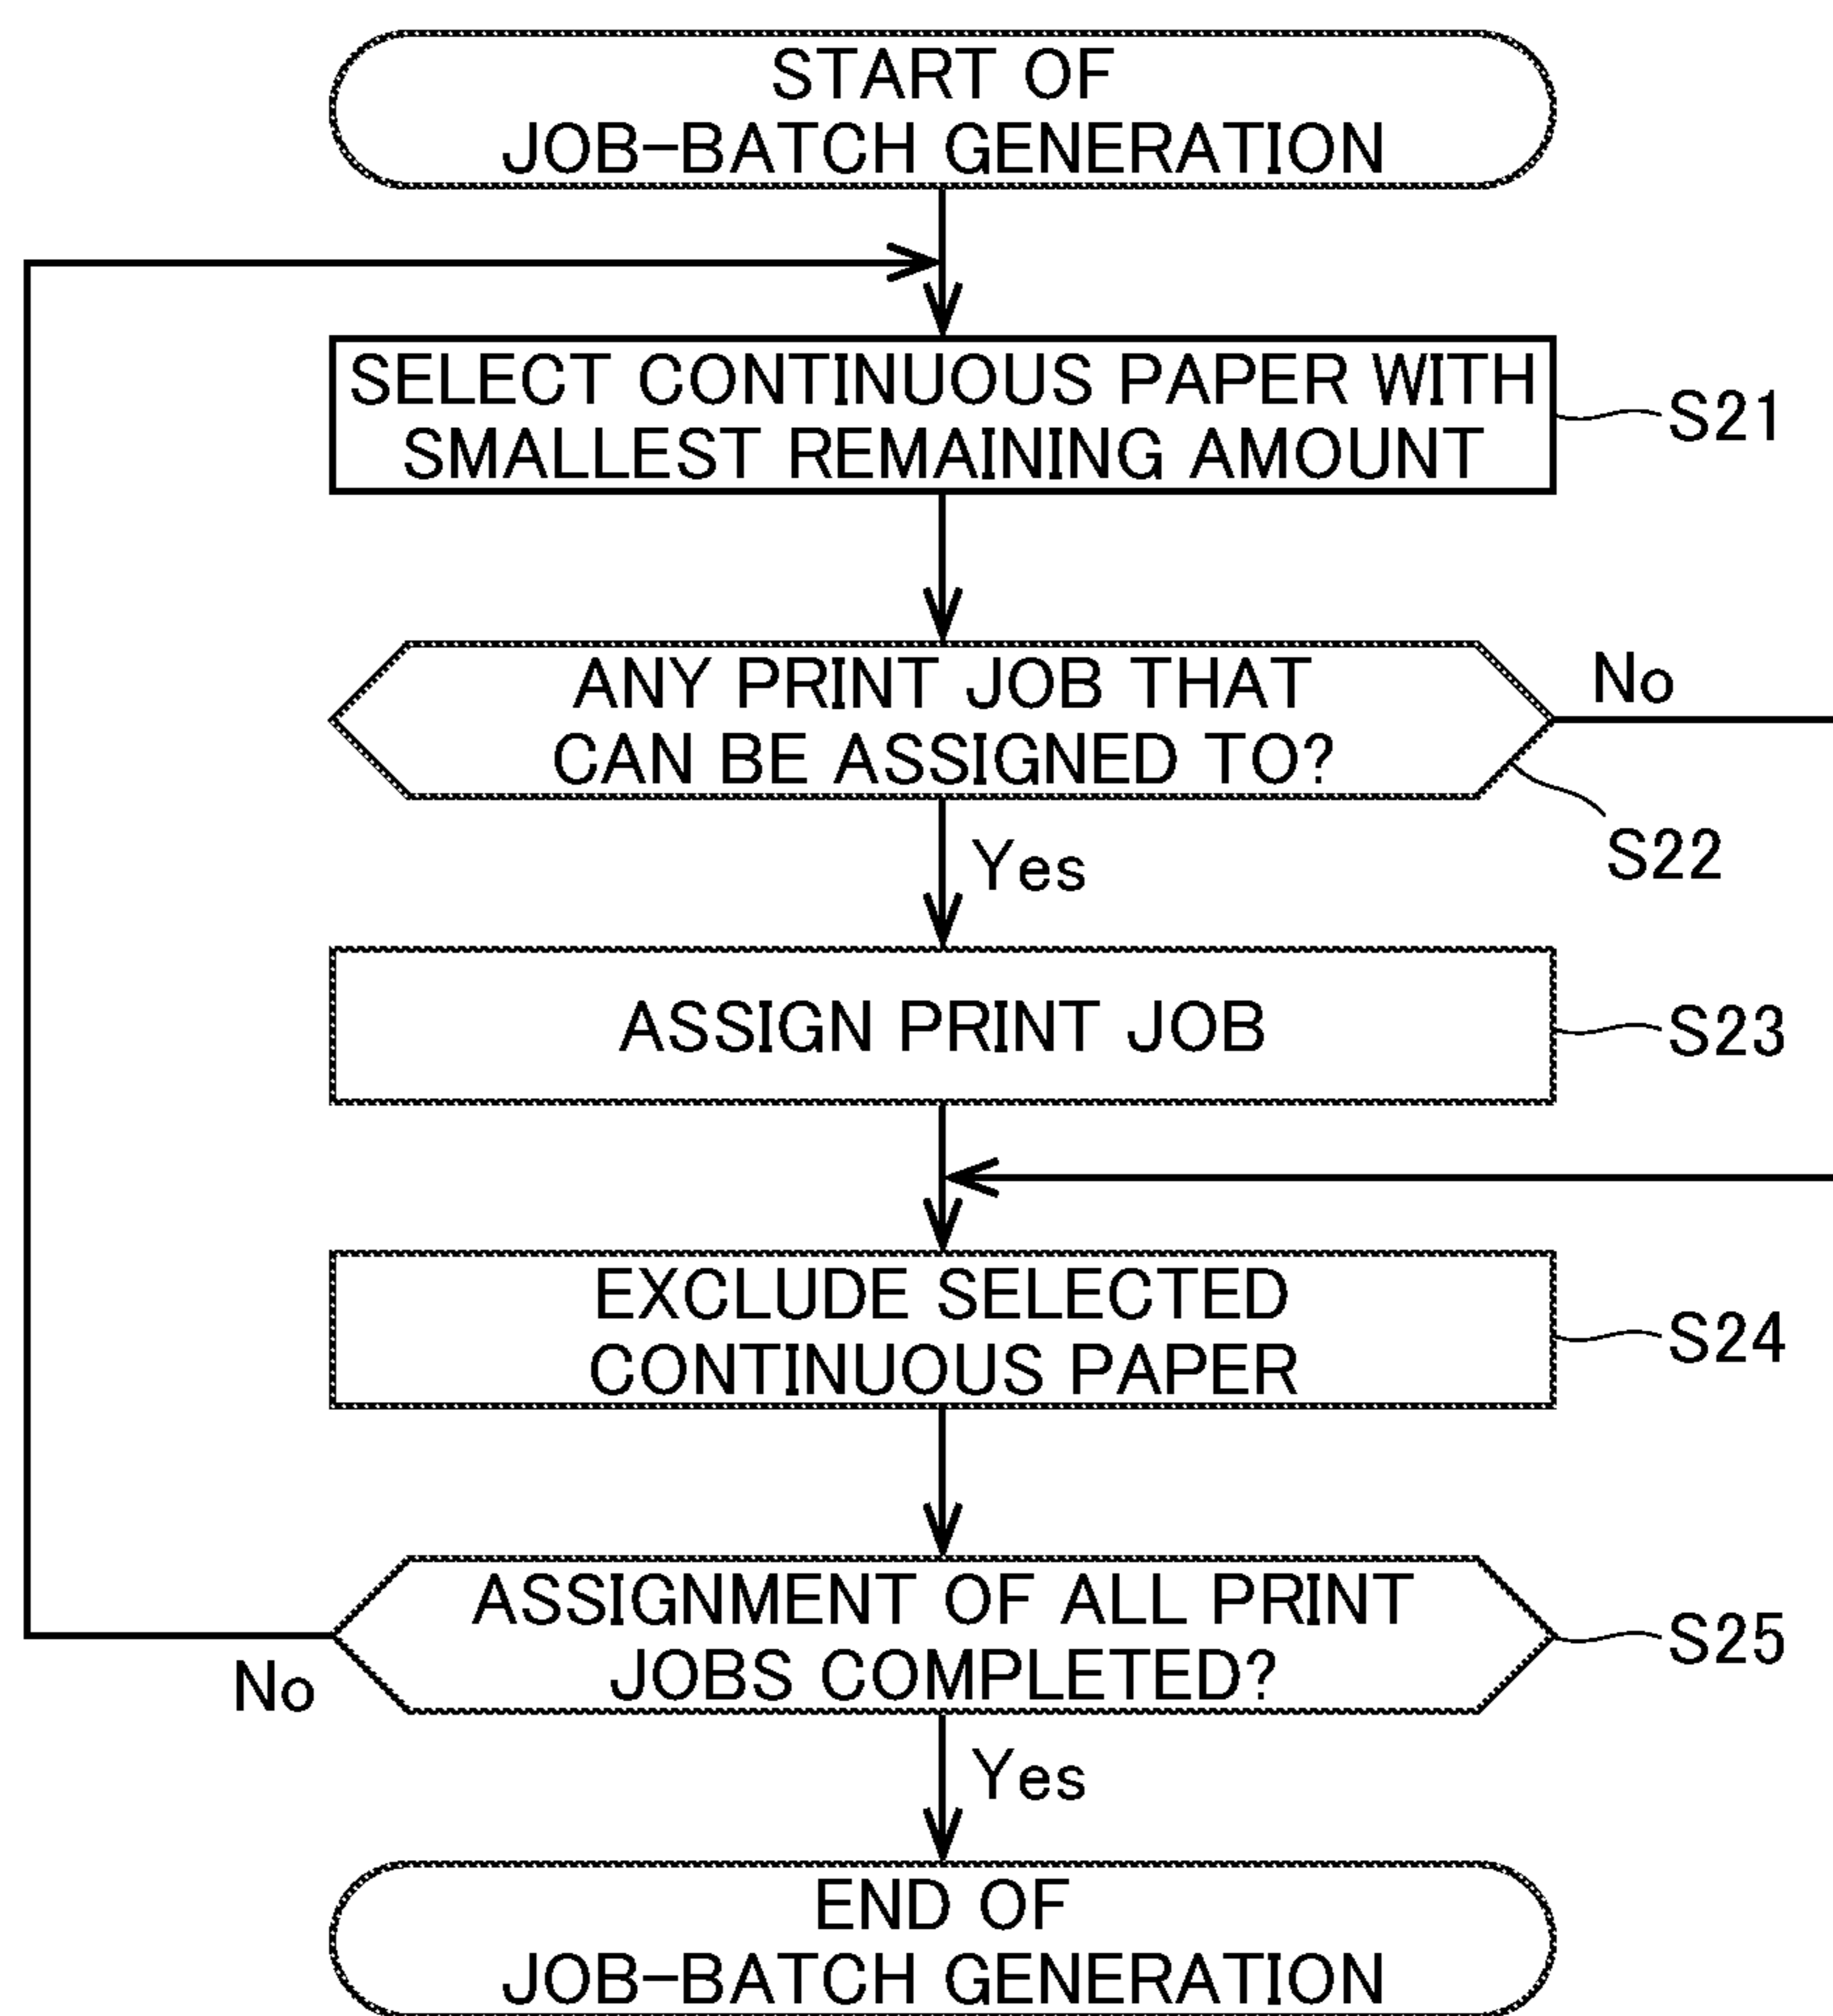 START OF
JOB-BATCH GENERATION
SELECT CONTINUOUS PAPER WITH
SMALLEST REMAINING AMOUNT
S21
ANY PRINT JOB THAT
CAN BE ASSIGNED TO?
No
S22
Yes
ASSIGN PRINT JOB
S23
EXCLUDE SELECTED
CONTINUOUS PAPER
S24
ASSIGNMENT OF ALL PRINT
JOBS COMPLETED?
S25
No
Yes
END OF
JOB-BATCH GENERATION